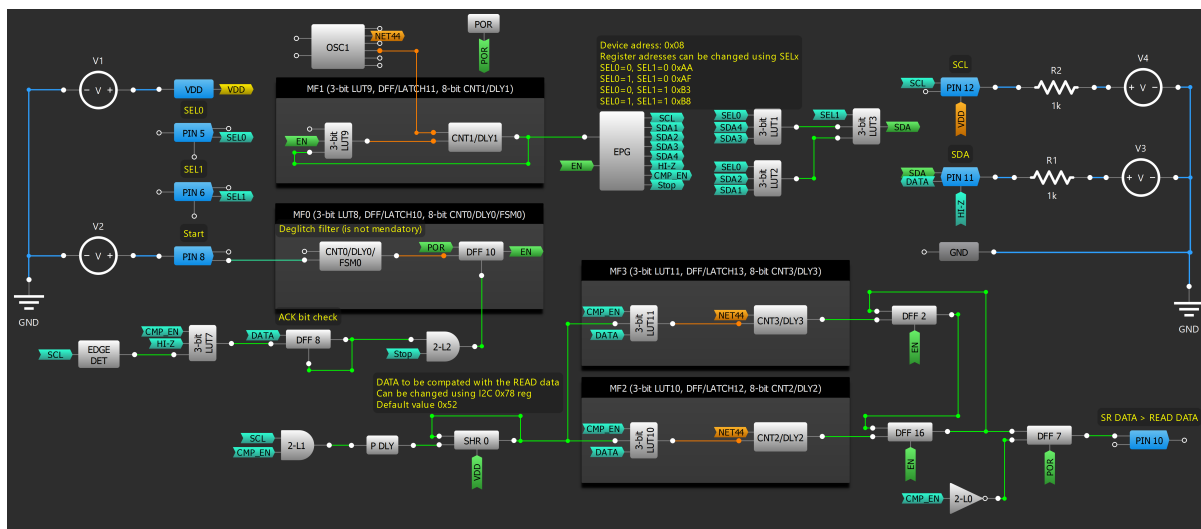 POR
OSC1
NET44
POR
V1
- V +
VDD
VDD
SEL0
PIN 5
SEL0
SEL1
PIN 6
SEL1
V2
- V +
Start
PIN 8
GND
MF1 (3-bit LUT9, DFF/LATCH11, 8-bit CNT1/DLY1)
EN
3-bit LUT9
CNT1/DLY1
Device adress: 0x08
Register adresses can be changed using SELx
SEL0=0, SEL1=0 0xAA
SEL0=1, SEL1=0 0xAF
SEL0=0, SEL1=1 0xB3
SEL0=1, SEL1=1 0xB8
EN
EPG
SCL
SDA1
SDA2
SDA3
SDA4
HI-Z
CMP_EN
Stop
SEL0
SDA4
SDA3
3-bit LUT1
SEL0
SDA2
SDA1
3-bit LUT2
SEL1
3-bit LUT3
SDA
SCL
SCL
PIN 12
VDD
R2
1k
V4
+ V -
SDA
SDA
DATA
PIN 11
HI-Z
R1
1k
V3
+ V -
GND
GND
MF0 (3-bit LUT8, DFF/LATCH10, 8-bit CNT0/DLY0/FSM0)
Deglitch filter (is not mendatory)
CNT0/DLY0/
FSM0
POR
DFF 10
EN
ACK bit check
SCL
EDGE
DET
CMP_EN
HI-Z
3-bit LUT7
DATA
DFF 8
Stop
2-L2
DATA to be compated with the READ data
Can be changed using I2C 0x78 reg
Default value 0x52
SCL
CMP_EN
2-L1
P DLY
SHR 0
VDD
MF3 (3-bit LUT11, DFF/LATCH13, 8-bit CNT3/DLY3)
CMP_EN
DATA
3-bit LUT11
NET44
CNT3/DLY3
DFF 2
EN
MF2 (3-bit LUT10, DFF/LATCH12, 8-bit CNT2/DLY2)
CMP_EN
DATA
3-bit LUT10
NET44
CNT2/DLY2
DFF 16
EN
CMP_EN
2-L0
DFF 7
POR
SR DATA > READ DATA
PIN 10